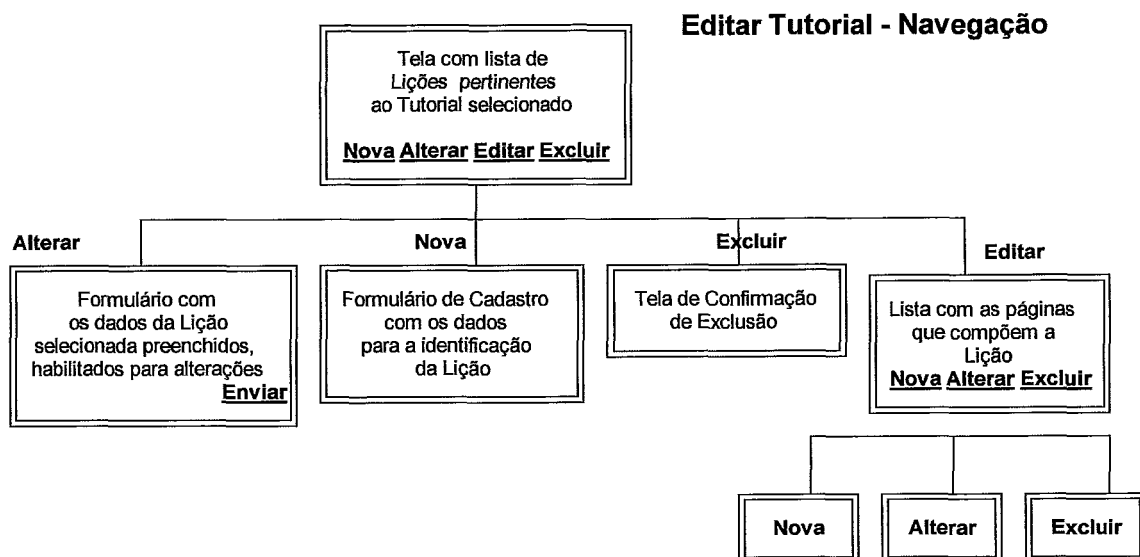 Editar Tutorial - Navegação
Tela com lista de
Lições pertinentes
ao Tutorial selecionado
Nova Alterar Editar Excluir
Alterar
Nova
Excluir
Editar
Formulário com
os dados da Lição
selecionada preenchidos,
habilitados para alterações
Enviar
Formulário de Cadastro
com os dados
para a identificação
da Lição
Tela de Confirmação
de Exclusão
Lista com as páginas
que compõem a
Lição
Nova Alterar Excluir
Nova
Alterar
Excluir